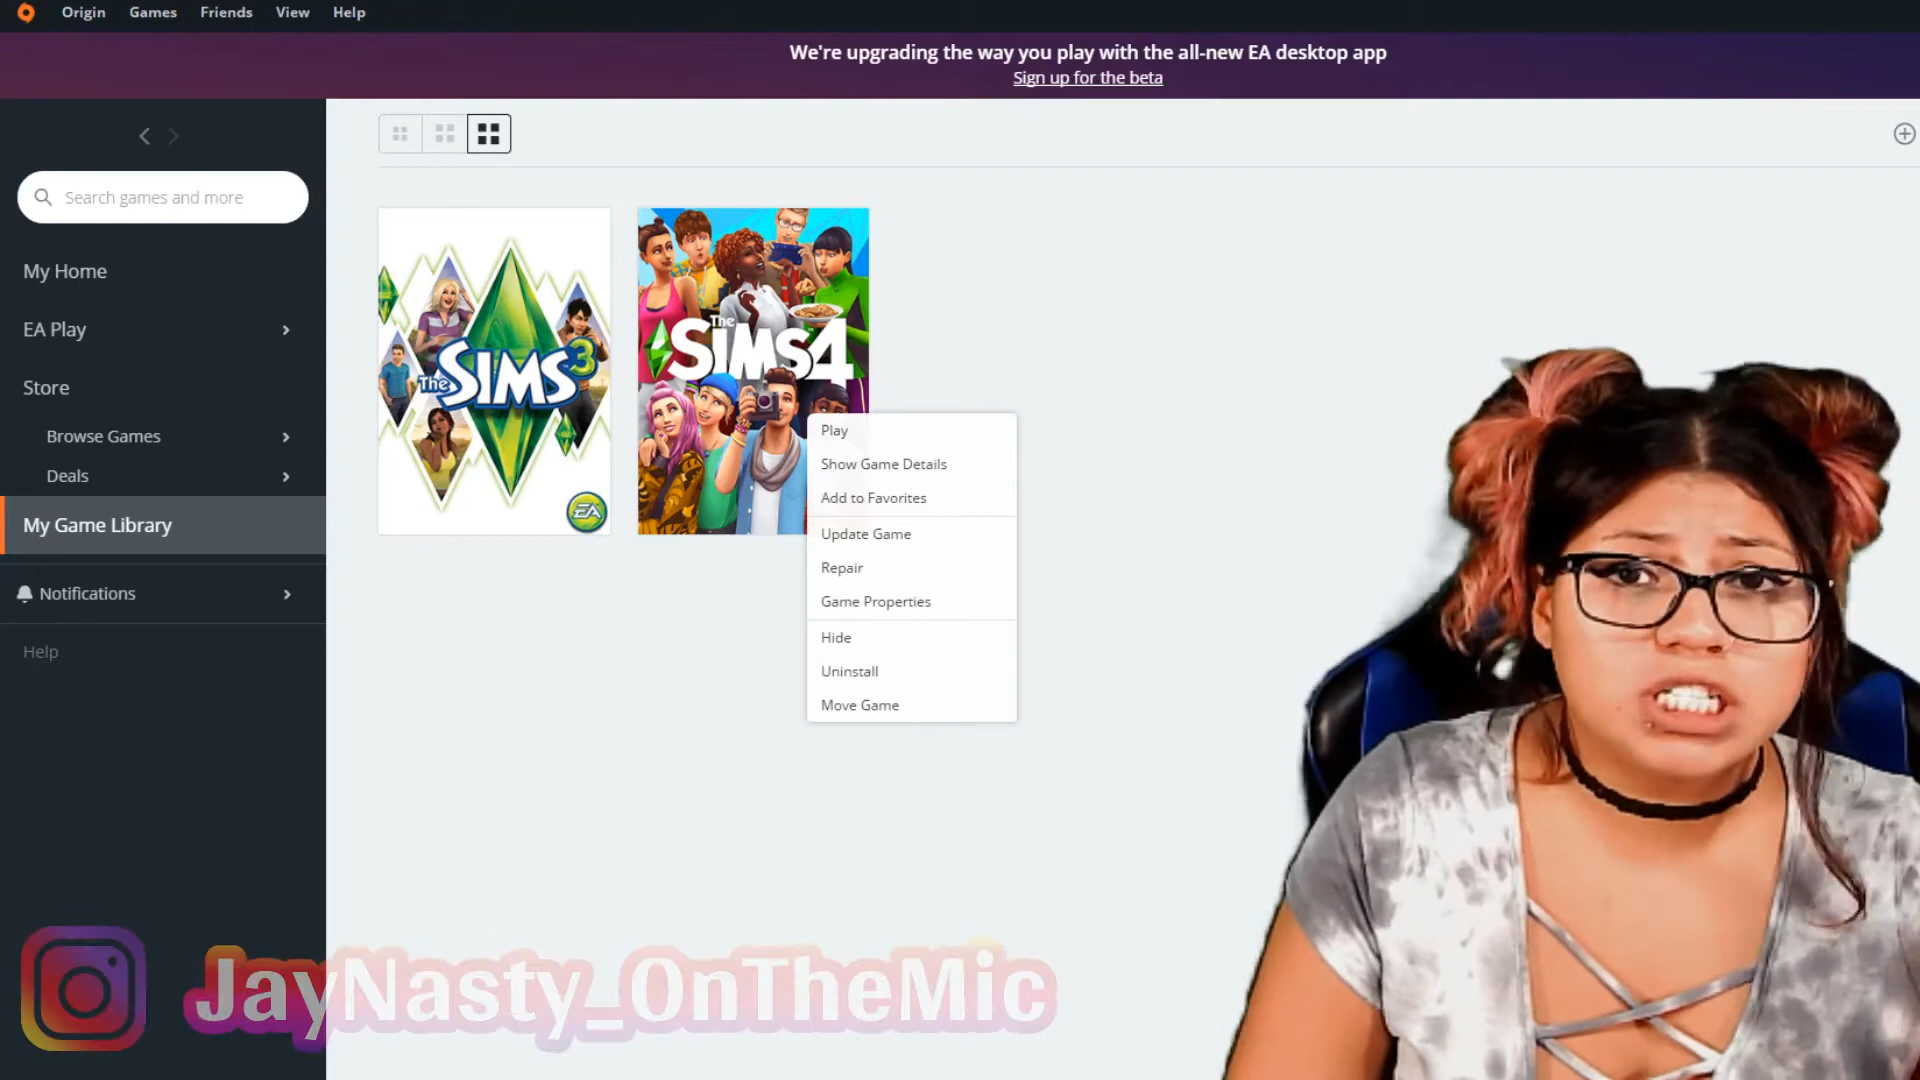 Origin Games Friends View Help
We're upgrading the way you play with the all-new EA desktop app
Sign up for the beta
Search games and more
My Home
EA Play
Store
Browse Games
Deals
My Game Library
Notifications
Help
The SIMS 3
EA
The SIMS 4
Play
Show Game Details
Add to Favorites
Update Game
Repair
Game Properties
Hide
Uninstall
Move Game
JayNasty_OnTheMic